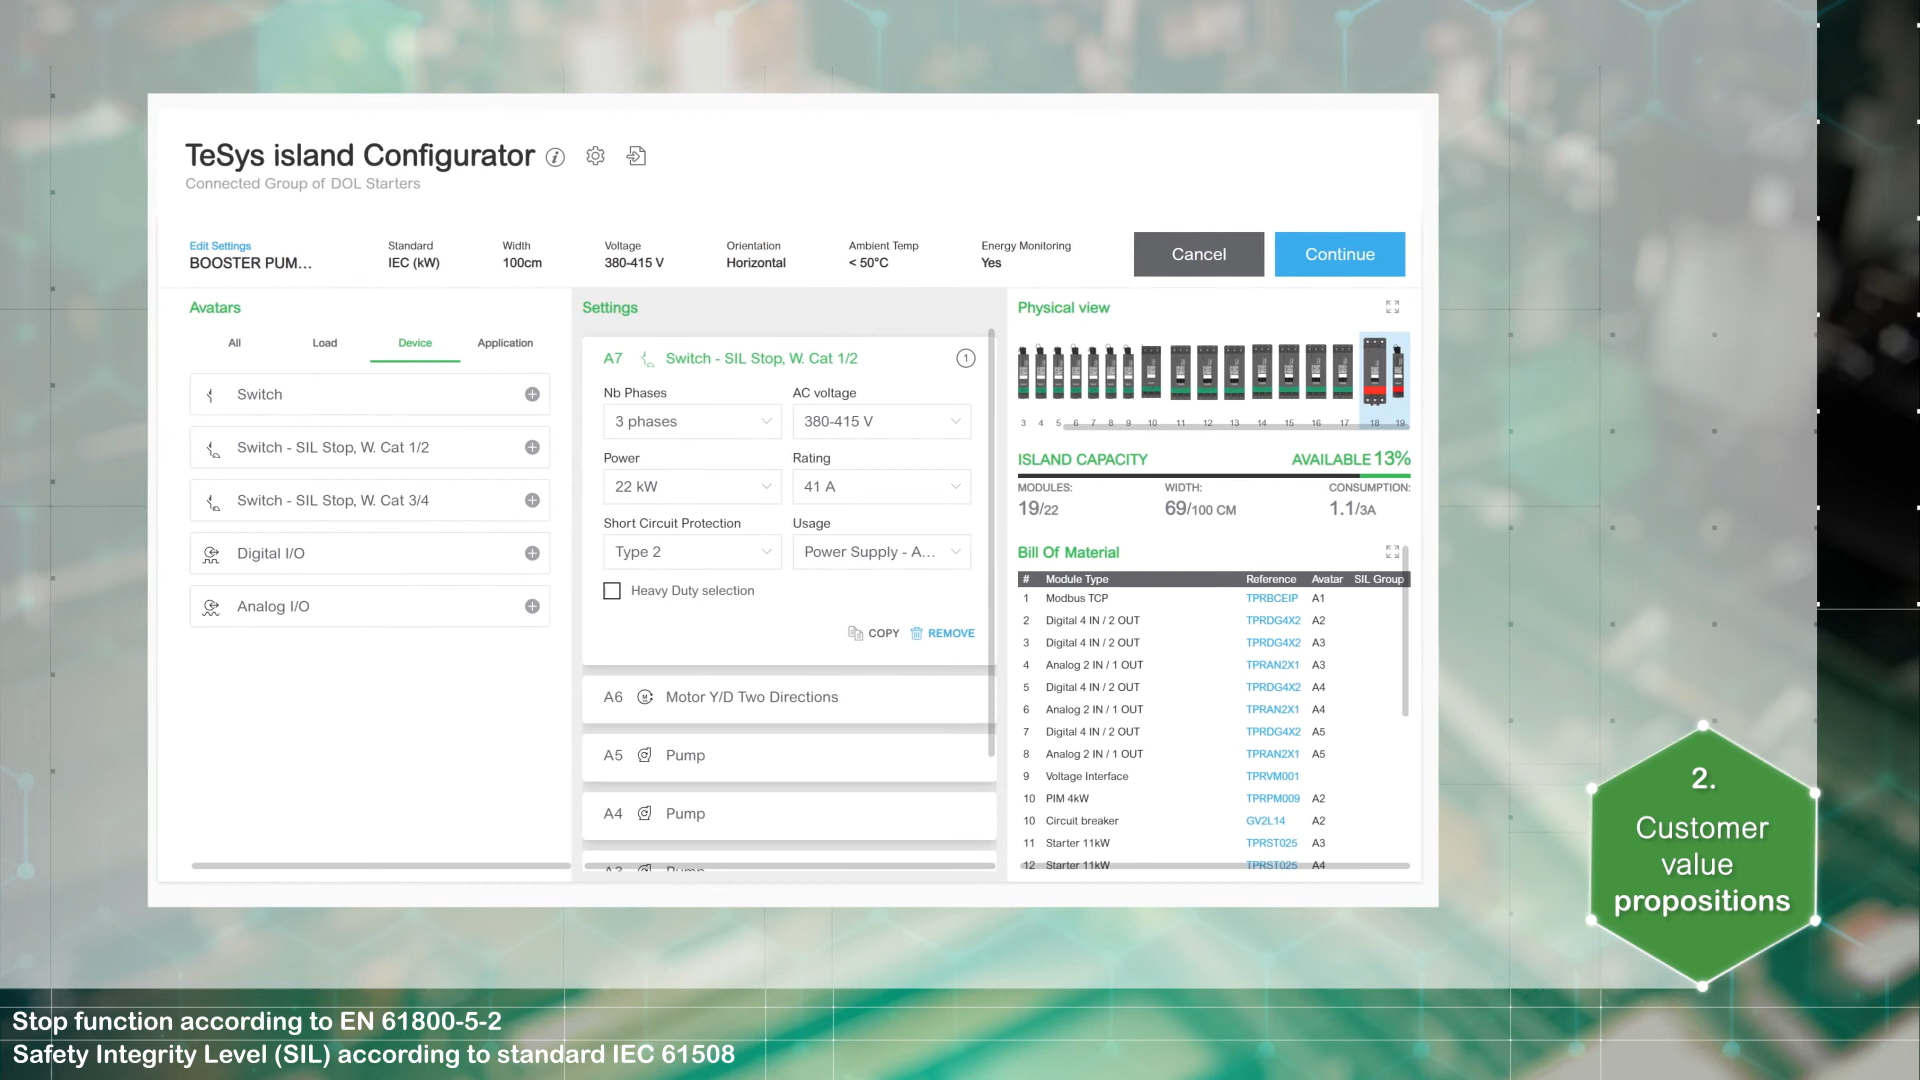 TeSys island Configurator
Connected Group of DOL Starters
Edit Settings
BOOSTER PUM...
Standard
IEC (kW)
Width
100cm
Voltage
380-415 V
Orientation
Horizontal
Ambient Temp
< 50°C
Energy Monitoring
Yes
Cancel
Continue
Avatars
All Load Device Application
Switch
Switch - SIL Stop, W. Cat 1/2
Switch - SIL Stop, W. Cat 3/4
Digital I/O
Analog I/O
Settings
A7 Switch - SIL Stop, W. Cat 1/2 1
Nb Phases AC voltage
3 phases 380-415 V
Power Rating
22 kW 41 A
Short Circuit Protection Usage
Type 2 Power Supply - A...
Heavy Duty selection
COPY REMOVE
A6 Motor Y/D Two Directions
A5 Pump
A4 Pump
A3 Pump
Physical view
3 4 5 6 7 8 9 10 11 12 13 14 15 16 17 18 19
ISLAND CAPACITY AVAILABLE 13%
MODULES: WIDTH: CONSUMPTION:
19/22 69/100 CM 1.1/3A
Bill Of Material
# Module Type Reference Avatar SIL Group
1 Modbus TCP TPRBCEIP A1
2 Digital 4 IN / 2 OUT TPRDG4X2 A2
3 Digital 4 IN / 2 OUT TPRDG4X2 A3
4 Analog 2 IN / 1 OUT TPRAN2X1 A3
5 Digital 4 IN / 2 OUT TPRDG4X2 A4
6 Analog 2 IN / 1 OUT TPRAN2X1 A4
7 Digital 4 IN / 2 OUT TPRDG4X2 A5
8 Analog 2 IN / 1 OUT TPRAN2X1 A5
9 Voltage Interface TPRVM001
10 PIM 4kW TPRPM009 A2
10 Circuit breaker GV2L14 A2
11 Starter 11kW TPRST025 A3
12 Starter 11kW TPRST025 A4
2.
Customer
value
propositions
Stop function according to EN 61800-5-2
Safety Integrity Level (SIL) according to standard IEC 61508